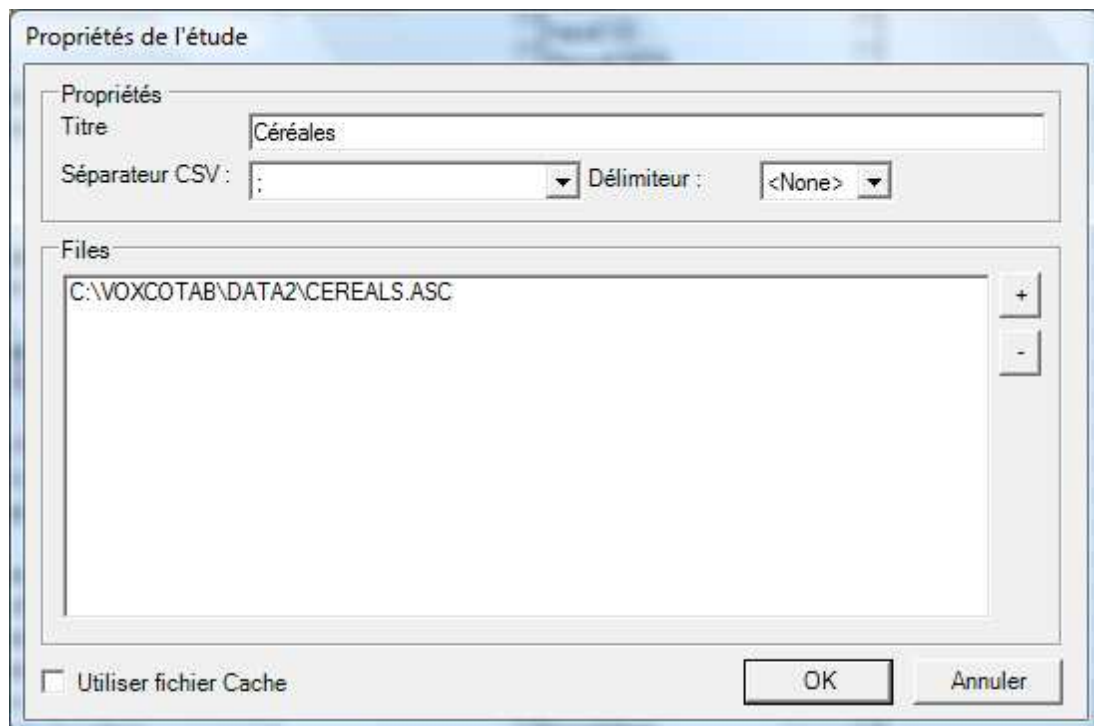 Propriétés de l'étude
Propriétés
Titre
Céréales
Séparateur CSV : ; Délimiteur : <None>
Files
C:\VOXCOTAB\DATA2\CEREALS.ASC
+
-
Utiliser fichier Cache OK Annuler